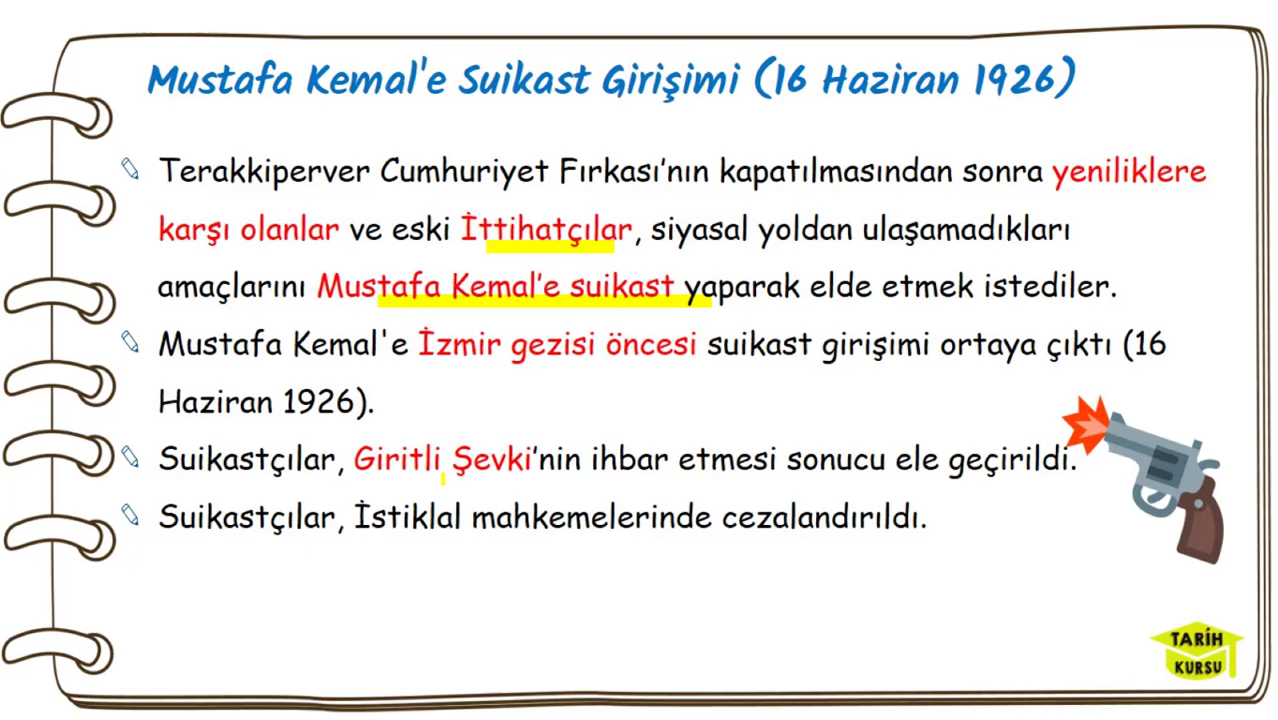 Mustafa Kemal'e Suikast Girişimi (16 Haziran 1926)
Terakkiperver Cumhuriyet Fırkası’nın kapatılmasından sonra yeniliklere
karşı olanlar ve eski İttihatçılar, siyasal yoldan ulaşamadıkları
amaçlarını Mustafa Kemal’e suikast yaparak elde etmek istediler.
Mustafa Kemal'e İzmir gezisi öncesi suikast girişimi ortaya çıktı (16
Haziran 1926).
Suikastçılar, Giritli Şevki’nin ihbar etmesi sonucu ele geçirildi.
Suikastçılar, İstiklal mahkemelerinde cezalandırıldı.
TARİH
KURSU